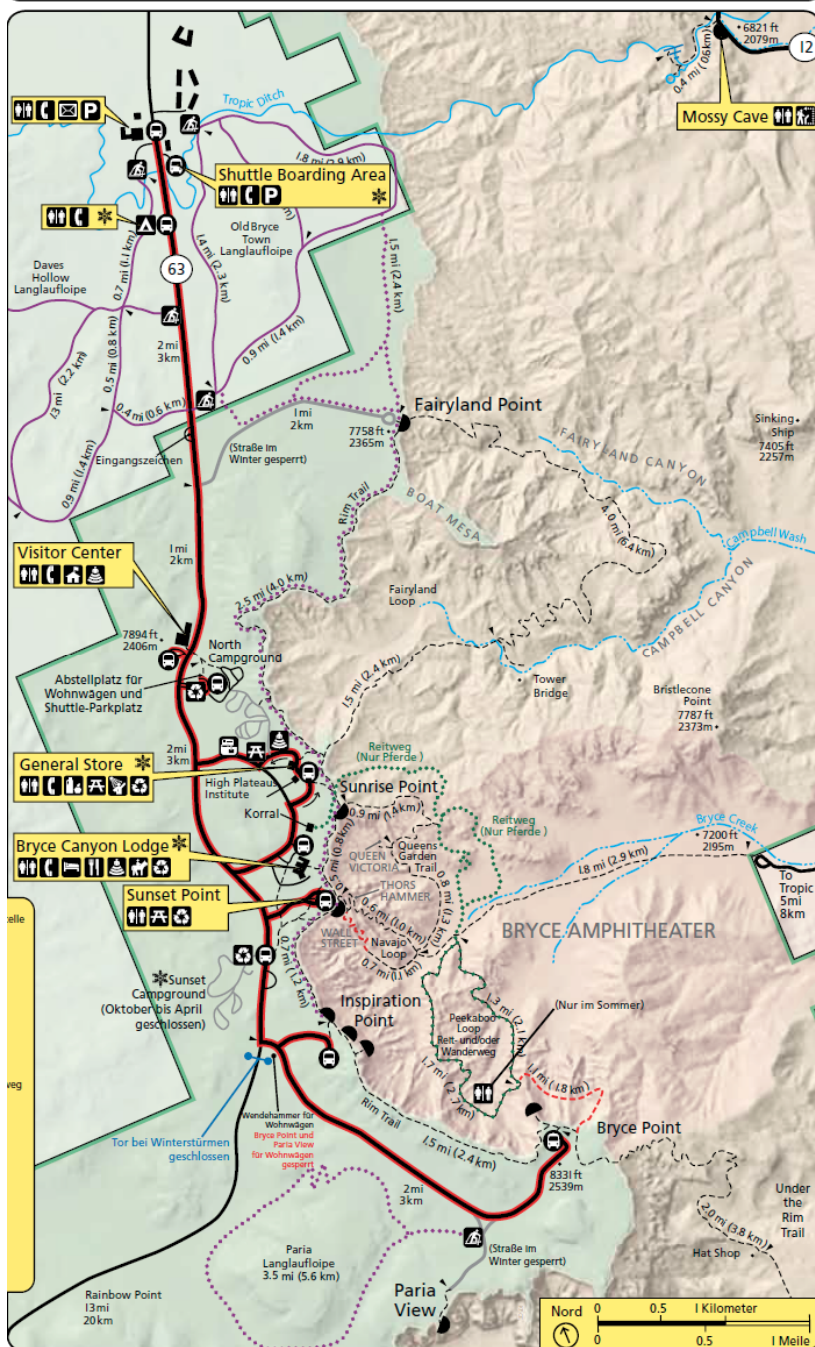 6821 ft
2079m
12
0.4 mi (0.6 km)
Mossy Cave
Tropic Ditch
Shuttle Boarding Area
P
1.8 mi (2.9 km)
P
Old Bryce
Town
Langlaufloipe
Daves
Hollow
Langlaufloipe
0.7 mi (1.1 km)
1.4 mi (2.3 km)
1.5 mi (2.4 km)
63
2mi
3km
0.5 mi (0.8 km)
0.9 mi (1.4 km)
1.3 mi (2.2 km)
0.4 mi (0.6 km)
0.9 mi (1.4 km)
Eingangszeichen
1mi
2km
(Straße im
Winter gesperrt)
Fairyland Point
7758 ft
2365m
Sinking
Ship
7405 ft
2257m
FAIRYLAND CANYON
BOAT MESA
Rim Trail
4.0 mi (6.4 km)
Campbell Wash
CAMPBELL CANYON
1mi
2km
Visitor Center
2.5 mi (4.0 km)
Fairyland
Loop
7894 ft
2406m
North
Campground
Abstellplatz für
Wohnwägen und
Shuttle-Parkplatz
1.5 mi (2.4 km)
Tower
Bridge
Bristlecone
Point
7787 ft
2373m
2mi
3km
General Store
High Plateaus
Institute
Reitweg
(Nur Pferde )
Sunrise Point
Korral
0.9 mi (1.4 km)
Reitweg
(Nur Pferde)
Bryce Creek
7200 ft
2195m
Bryce Canyon Lodge
QUEEN
VICTORIA
Queens
Garden
Trail
1.8 mi (2.9 km)
To
Tropic
5mi
8km
Sunset Point
THORS
HAMMER
0.6 mi (1.0 km)
WALL
STREET
Navajo
Loop
0.7 mi (1.1 km)
BRYCE AMPHITHEATER
0.7 mi (1.2 km)
Sunset
Campground
(Oktober bis April
geschlossen)
Inspiration
Point
(Nur im Sommer)
1.3 mi (2.1 km)
Peekaboo
Loop
Reit- und/oder
Wanderweg
1.7 mi (2.7 km)
1.1 mi (1.8 km)
Wendehammer für
Wohnwägen
Bryce Point und
Paria View
für Wohnwägen
gesperrt
Tor bei Winterstürmen
geschlossen
Rim Trail
1.5 mi (2.4 km)
Bryce Point
8331 ft
2539m
2mi
3km
2.0 mi (3.8 km)
Under
the
Rim
Trail
Hat Shop
(Straße im
Winter gesperrt)
Paria
Langlaufloipe
3.5 mi (5.6 km)
Rainbow Point
13mi
20km
Paria
View
Nord
0 0.5 1 Kilometer
0 0.5 1 Meile